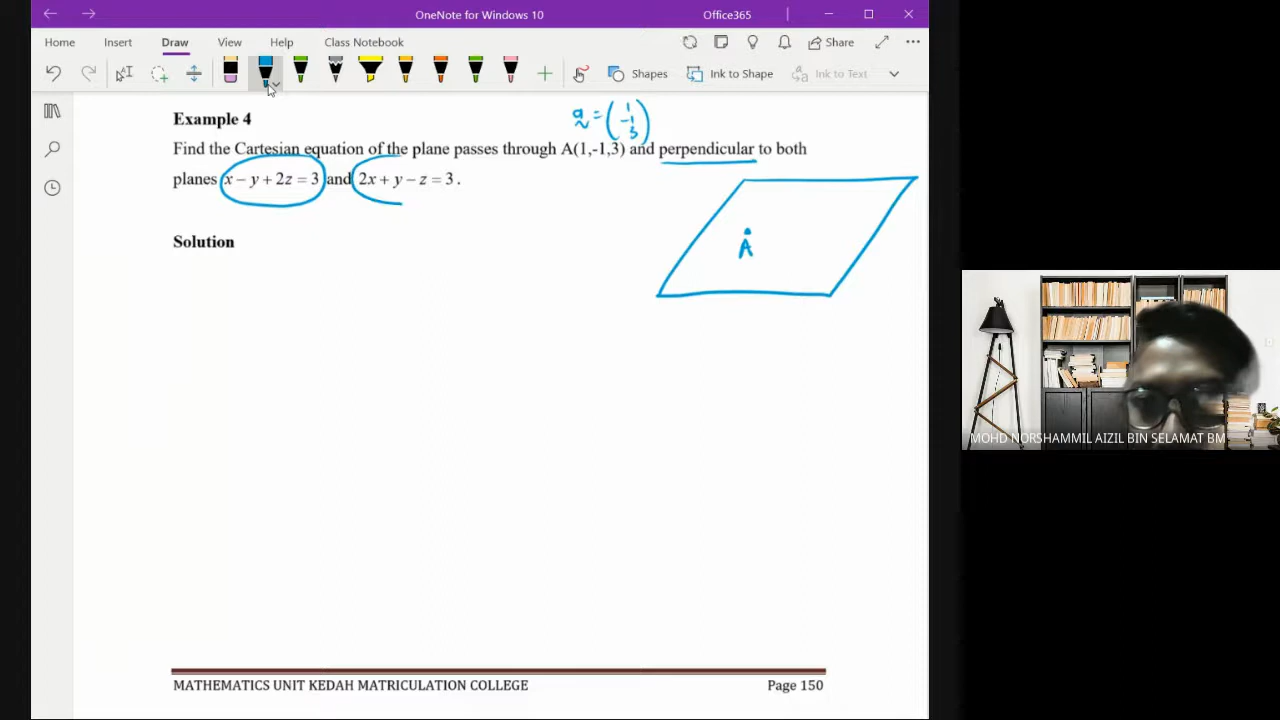 OneNote for Windows 10
Office365
Home Insert Draw View Help Class Notebook
Share
Shapes
Ink to Shape
Ink to Text
Example 4
a = (1 -1 3)
Find the Cartesian equation of the plane passes through A(1,-1,3) and perpendicular to both
planes x − y + 2z = 3 and 2x + y − z = 3 .
A
Solution
MOHD NORSHAMMIL AIZIL BIN SELAMAT BM
MATHEMATICS UNIT KEDAH MATRICULATION COLLEGE
Page 150